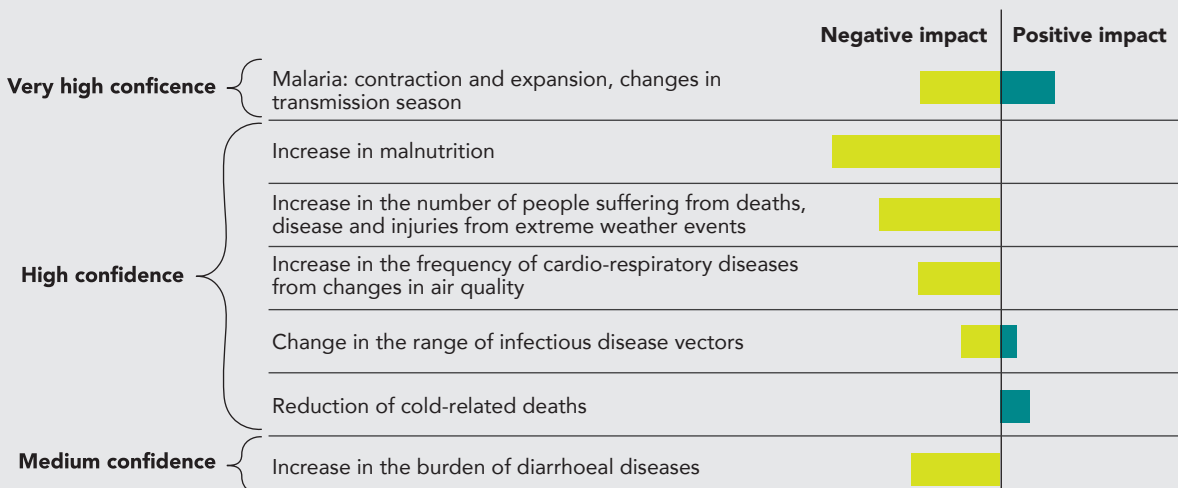 Negative impact
Positive impact
Very high conficence
Malaria: contraction and expansion, changes in
transmission season
Increase in malnutrition
Increase in the number of people suffering from deaths,
disease and injuries from extreme weather events
High confidence
Increase in the frequency of cardio-respiratory diseases
from changes in air quality
Change in the range of infectious disease vectors
Reduction of cold-related deaths
Medium confidence
Increase in the burden of diarrhoeal diseases